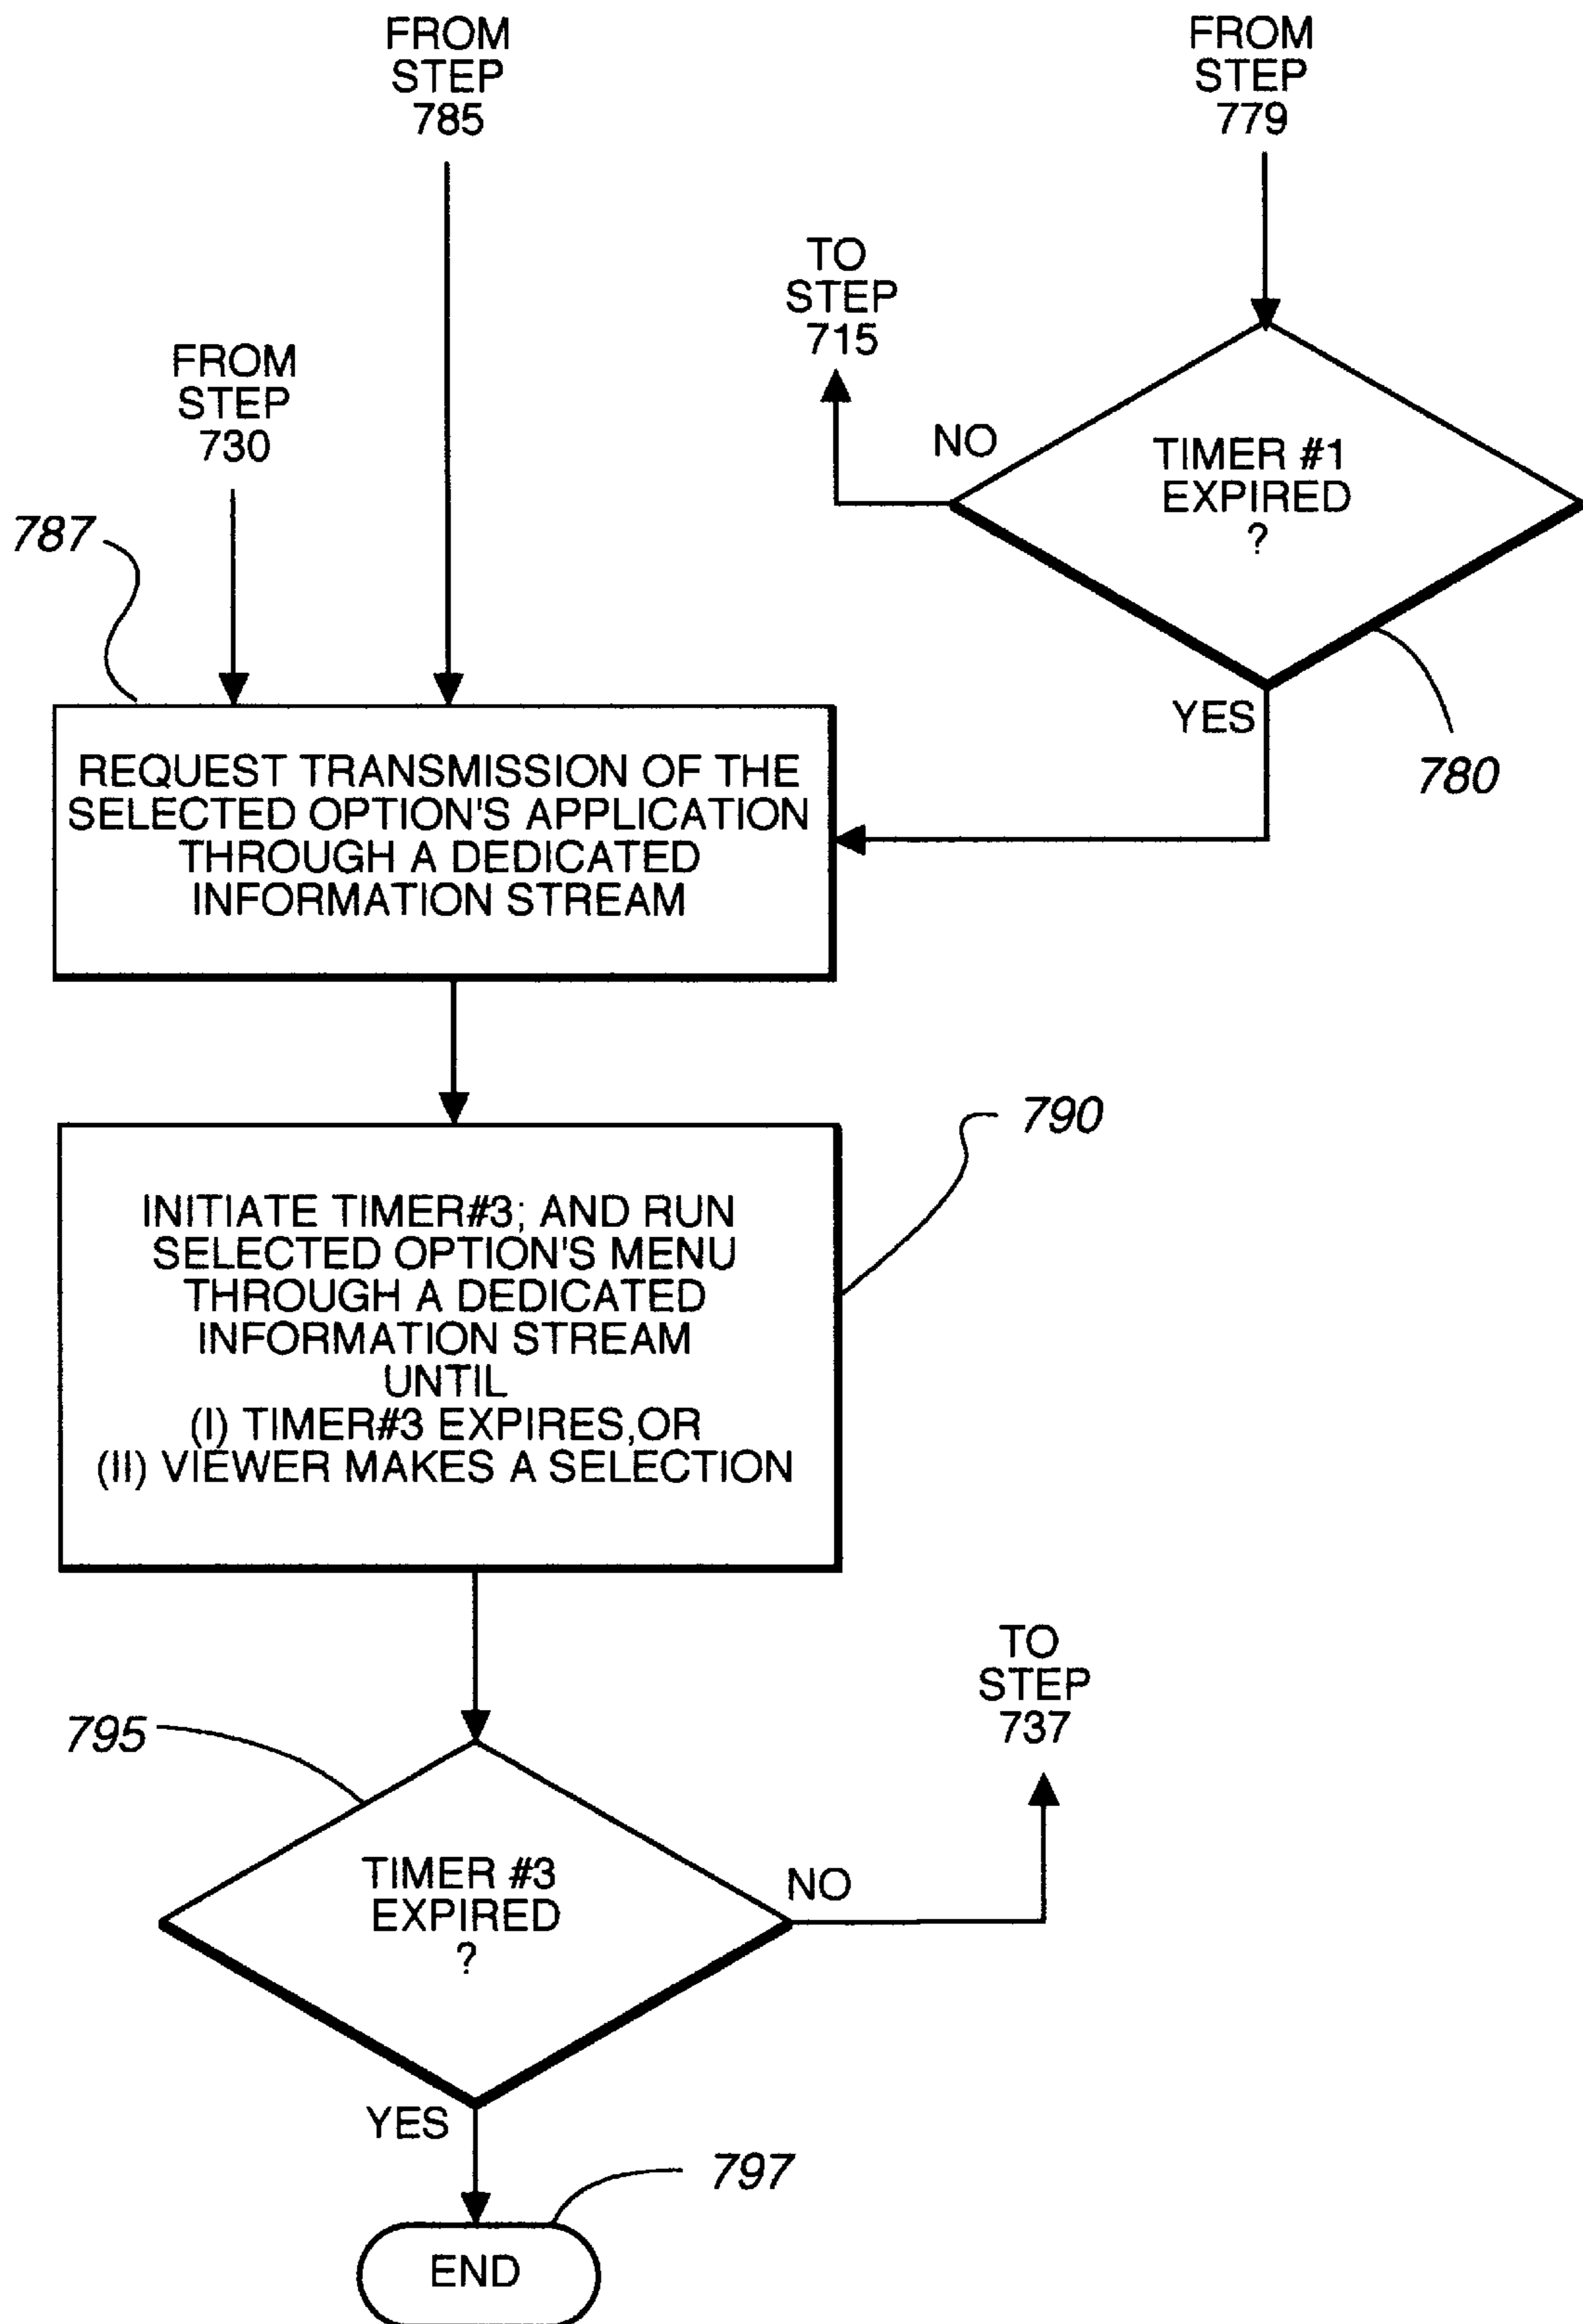 FROM
STEP
785
FROM
STEP
779
TO
STEP
715
FROM
STEP
730
NO
TIMER #1
EXPIRED
?
787
YES
780
REQUEST TRANSMISSION OF THE
SELECTED OPTION'S APPLICATION
THROUGH A DEDICATED
INFORMATION STREAM
790
INITIATE TIMER#3; AND RUN
SELECTED OPTION'S MENU
THROUGH A DEDICATED
INFORMATION STREAM
UNTIL
(I) TIMER#3 EXPIRES,OR
(II) VIEWER MAKES A SELECTION
TO
STEP
737
795
TIMER #3
EXPIRED
?
NO
YES
797
END